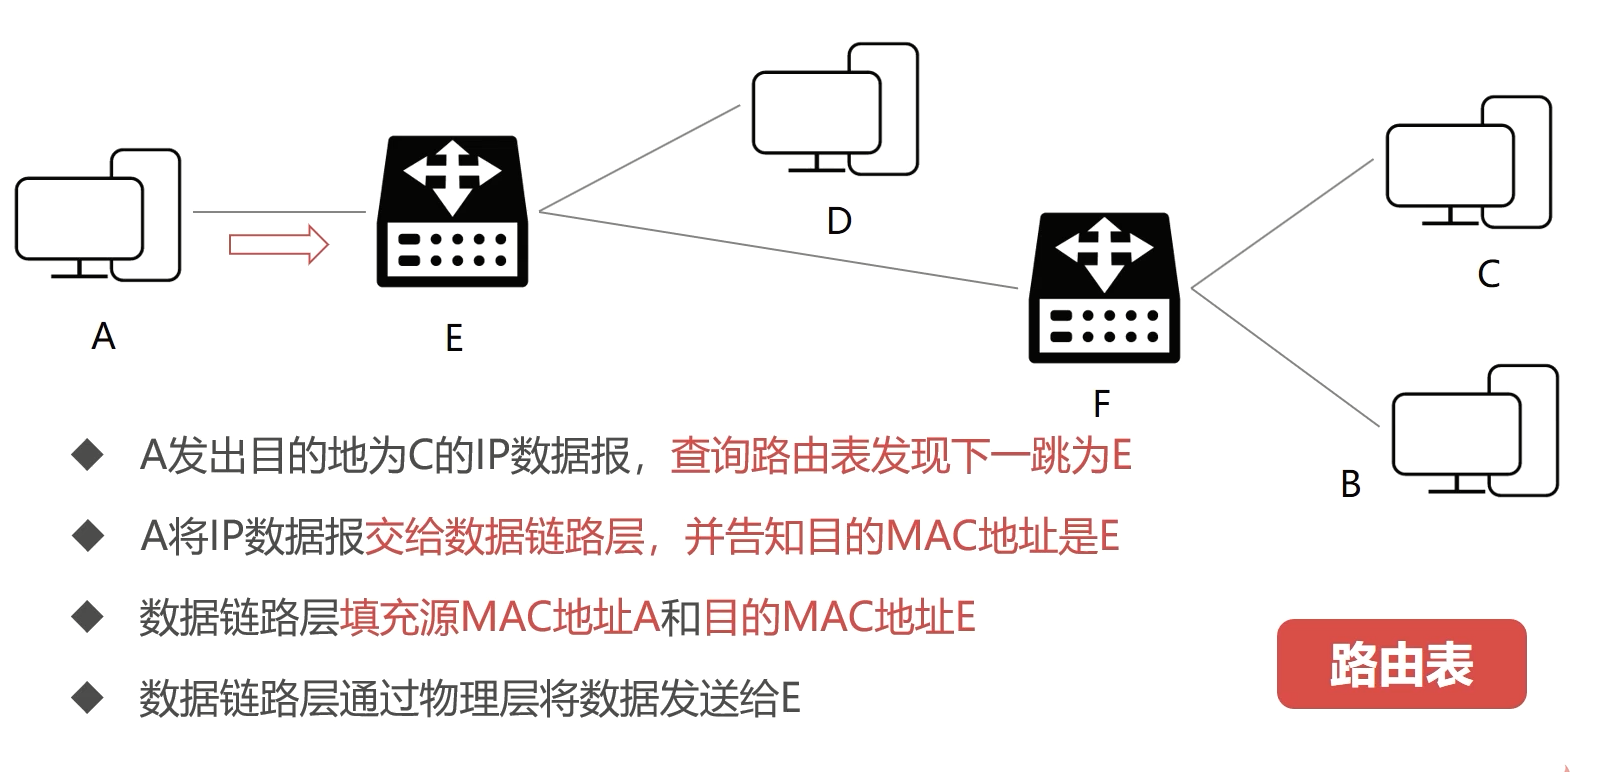 D
C
A
E
F
A发出目的地为C的IP数据报，查询路由表发现下一跳为E
B
A将IP数据报交给数据链路层，并告知目的MAC地址是E
数据链路层填充源MAC地址A和目的MAC地址E
路由表
数据链路层通过物理层将数据发送给E